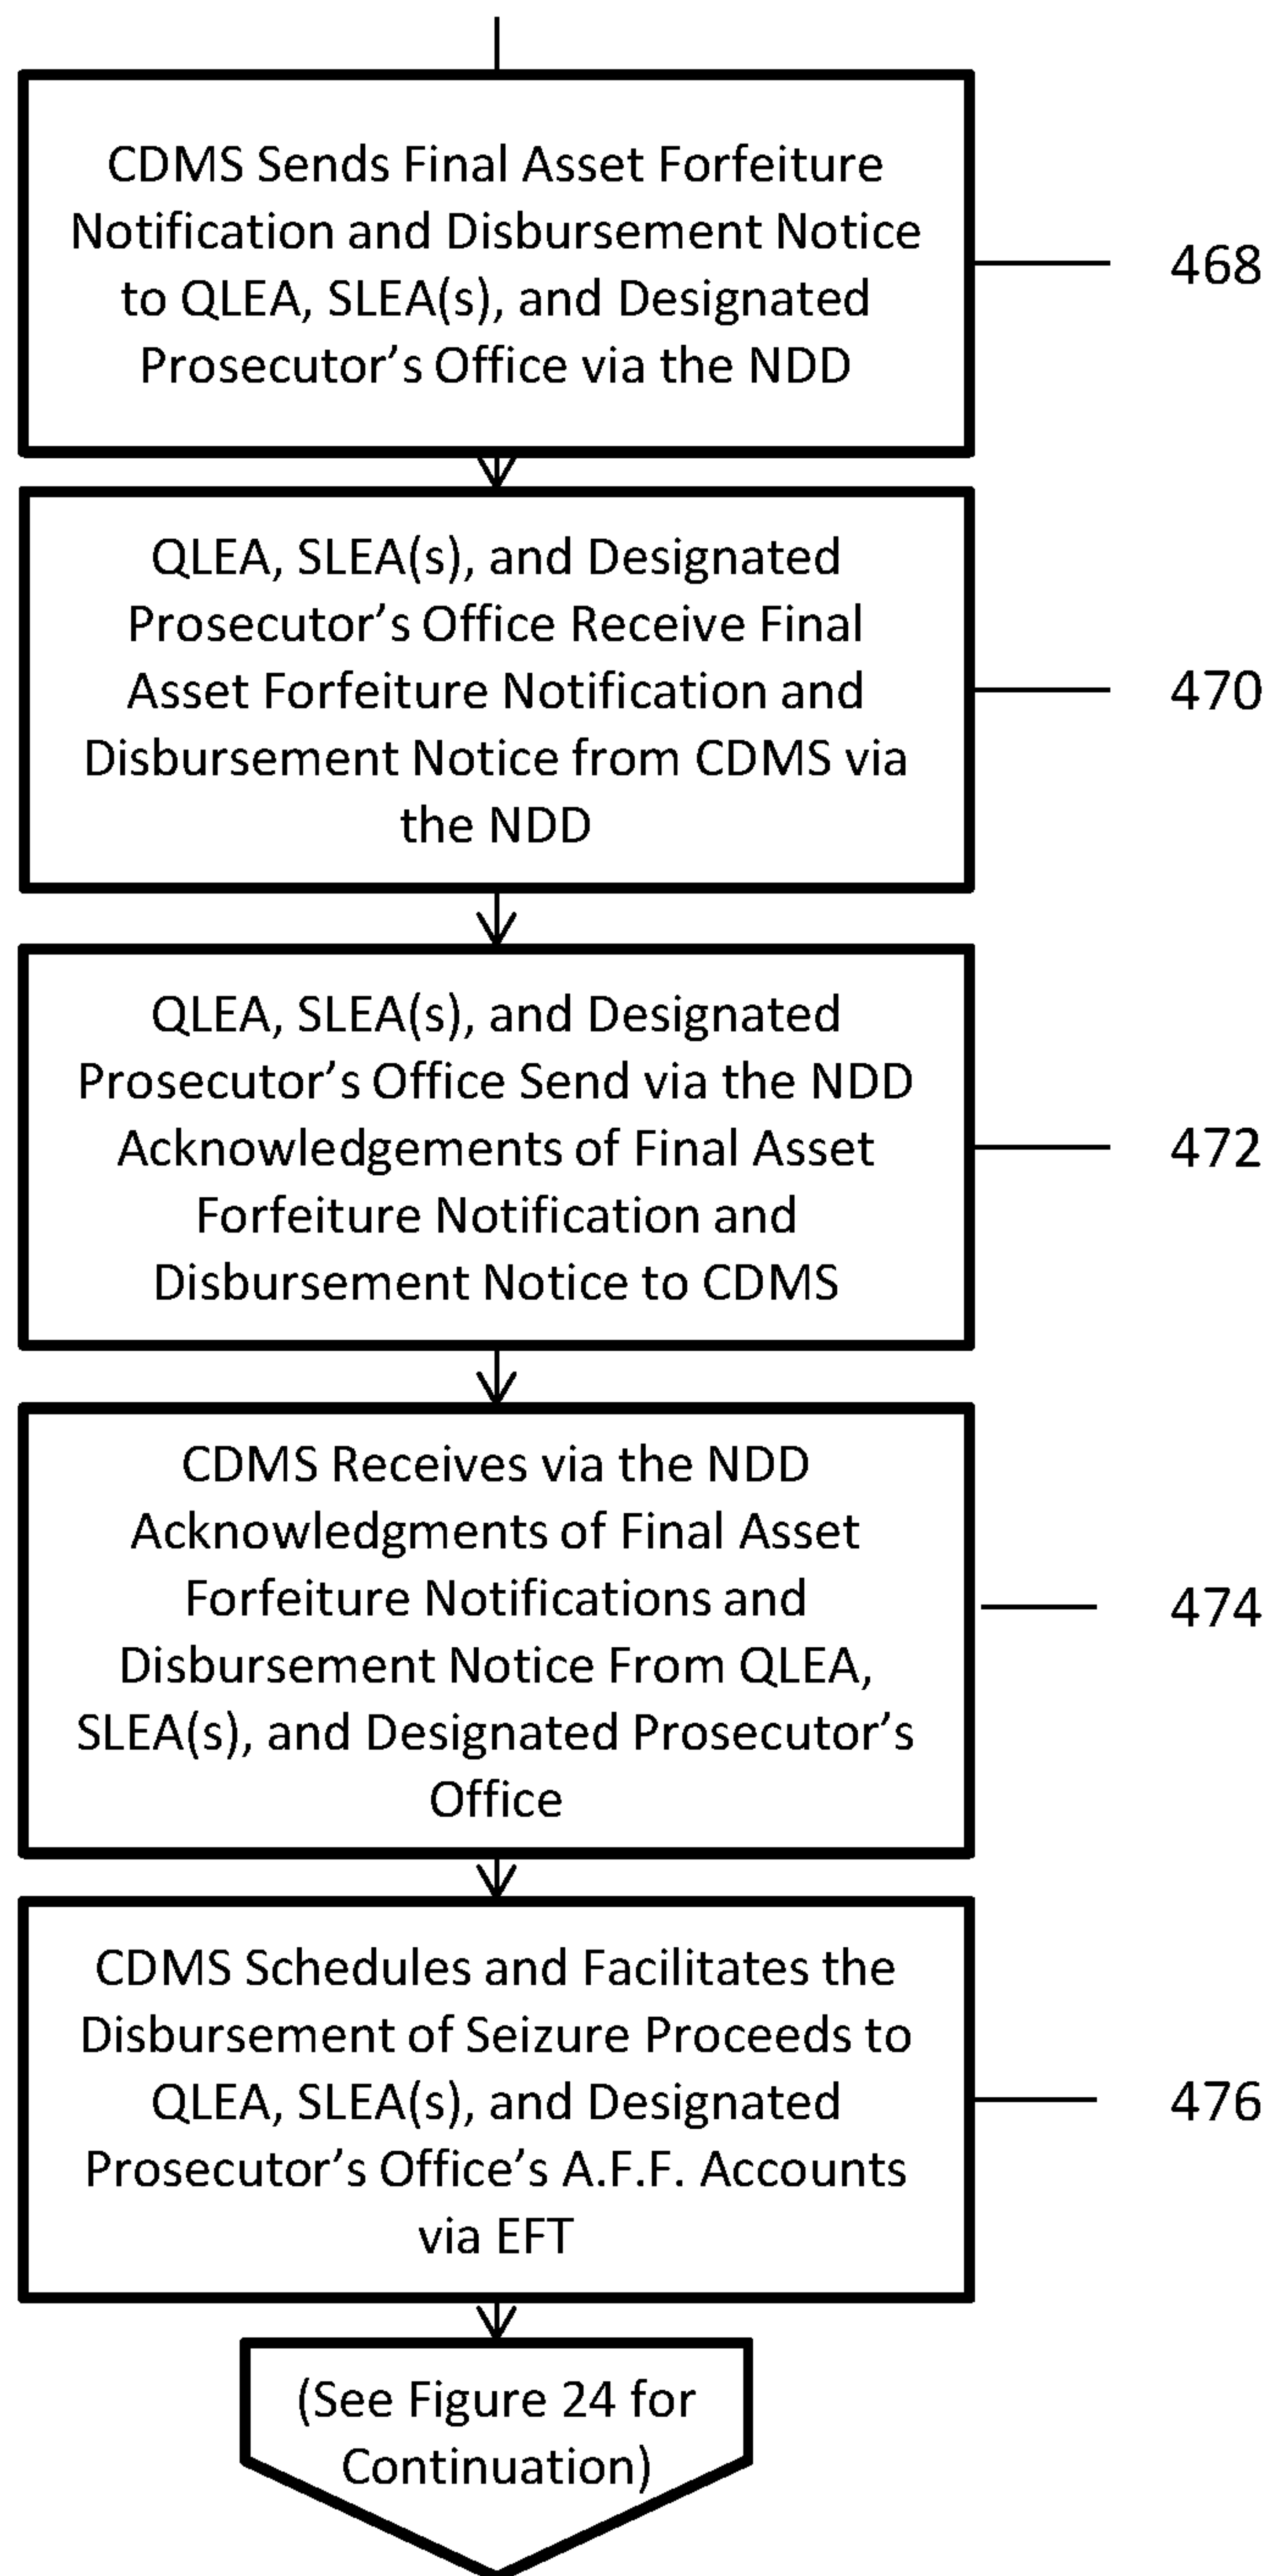 CDMS Sends Final Asset Forfeiture
Notification and Disbursement Notice
to QLEA, SLEA(s), and Designated
Prosecutor’s Office via the NDD
468
QLEA, SLEA(s), and Designated
Prosecutor’s Office Receive Final
Asset Forfeiture Notification and
Disbursement Notice from CDMS via
the NDD
470
QLEA, SLEA(s), and Designated
Prosecutor’s Office Send via the NDD
Acknowledgements of Final Asset
Forfeiture Notification and
Disbursement Notice to CDMS
472
CDMS Receives via the NDD
Acknowledgments of Final Asset
Forfeiture Notifications and
Disbursement Notice From QLEA,
SLEA(s), and Designated Prosecutor’s
Office
474
CDMS Schedules and Facilitates the
Disbursement of Seizure Proceeds to
QLEA, SLEA(s), and Designated
Prosecutor’s Office’s A.F.F. Accounts
via EFT
476
(See Figure 24 for
Continuation)